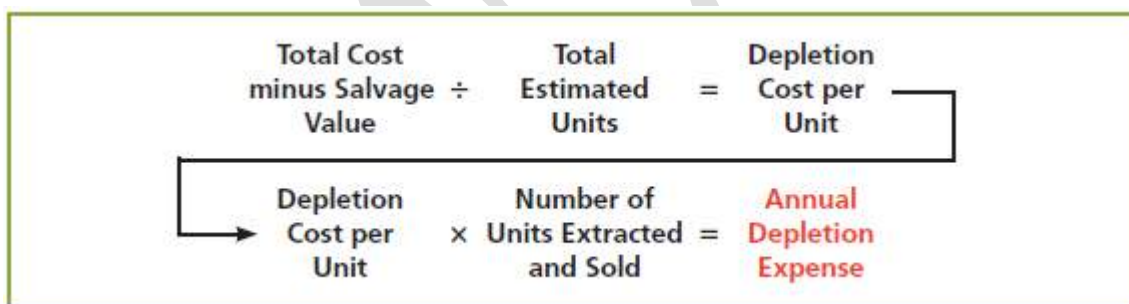 Total Cost Total Depletion
minus Salvage ÷ Estimated = Cost per
Value Units Unit
Depletion Number of Annual
Cost per × Units Extracted = Depletion
Unit and Sold Expense